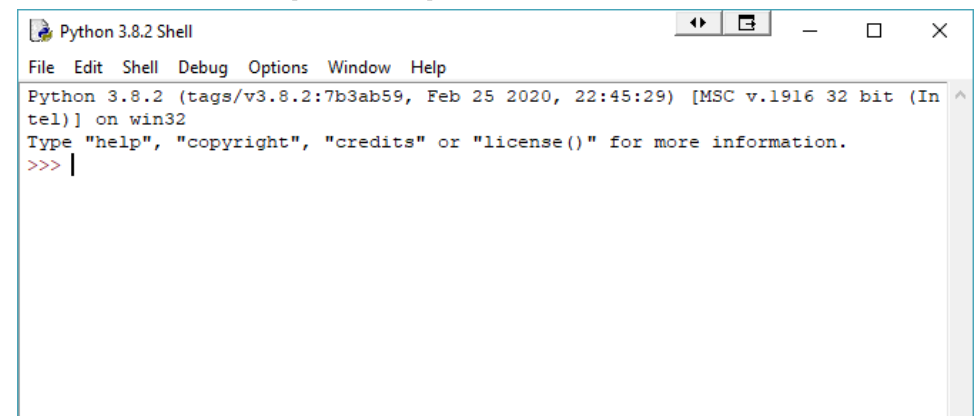 Python 3.8.2 Shell
File Edit Shell Debug Options Window Help
Python 3.8.2 (tags/v3.8.2:7b3ab59, Feb 25 2020, 22:45:29) [MSC v.1916 32 bit (In
tel)] on win32
Type "help", "copyright", "credits" or "license()" for more information.
>>>